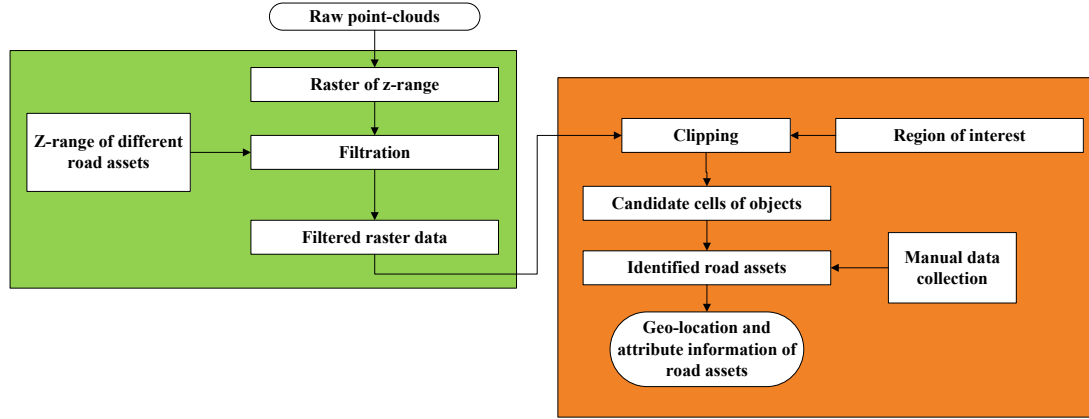 Raw point-clouds
Raster of z-range
Z-range of different
road assets
Filtration
Filtered raster data
Clipping
Region of interest
Candidate cells of objects
Identified road assets
Manual data
collection
Geo-location and
attribute information of
road assets